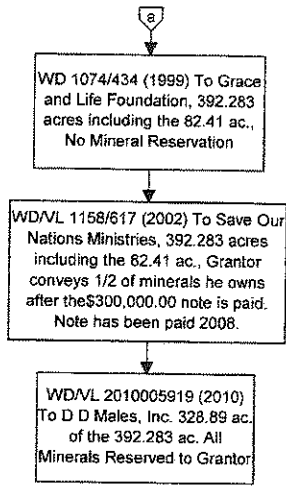 a
WD 1074/434 (1999) To Grace
and Life Foundation, 392.283
acres including the 82.41 ac.,
No Mineral Reservation
WD/VL 1158/617 (2002) To Save Our
Nations Ministries, 392.283 acres
including the 82.41 ac., Grantor
conveys 1/2 of minerals he owns
after the$300,000.00 note is paid.
Note has been paid 2008.
WD/VL 2010005919 (2010)
To D D Males, Inc. 328.89 ac.
of the 392.283 ac. All
Minerals Reserved to Grantor